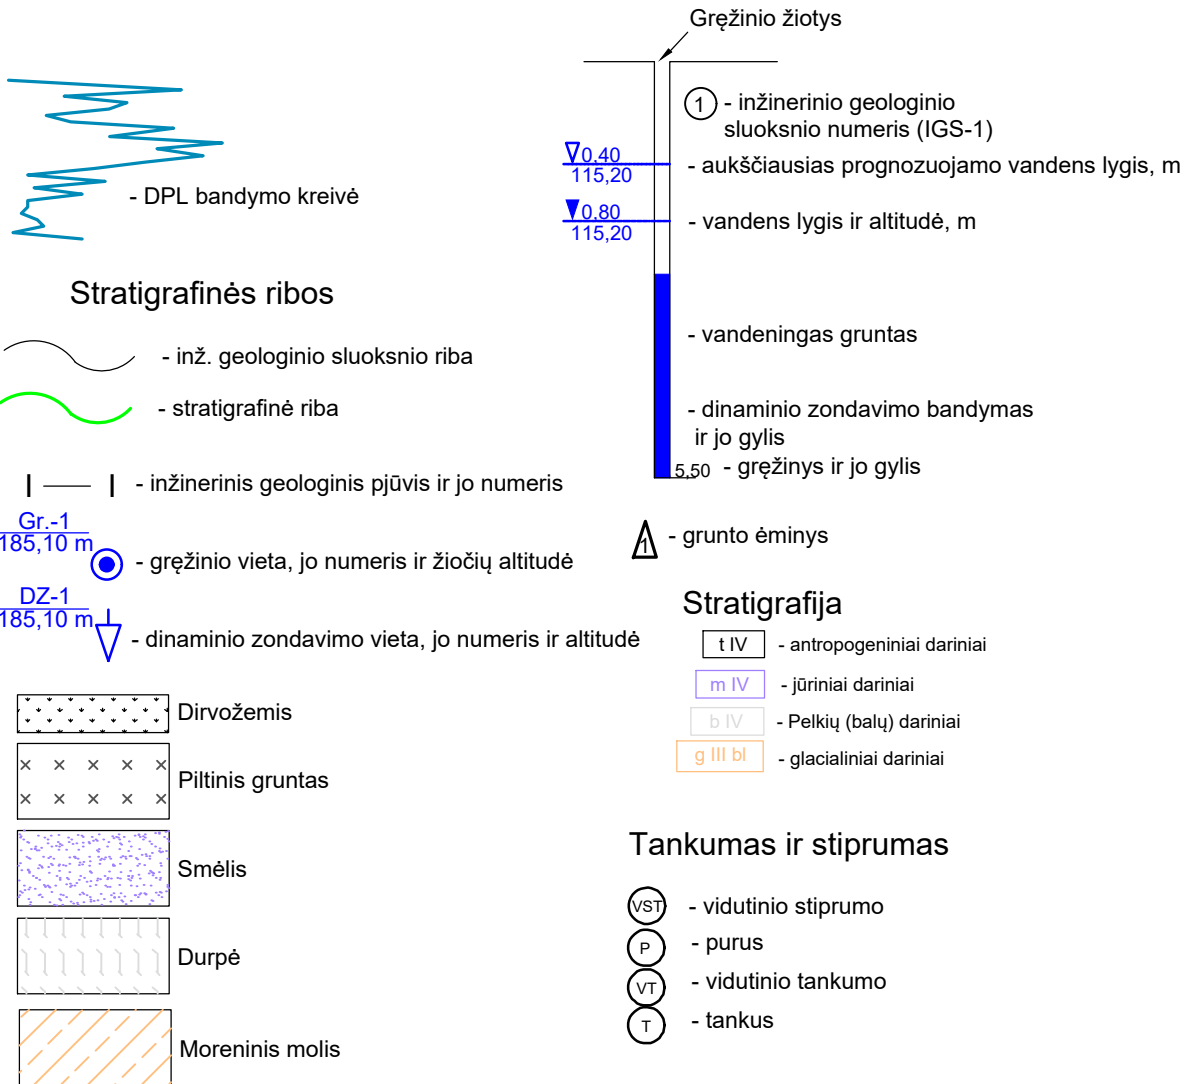 Gręžinio žiotys
1
- inžinerinio geologinio
sluoksnio numeris (IGS-1)
0,40
115,20
- aukščiausias prognozuojamo vandens lygis, m
0,80
115,20
- vandens lygis ir altitudė, m
- vandeningas gruntas
- dinaminio zondavimo bandymas
ir jo gylis
5,50
- gręžinys ir jo gylis
1
- grunto ėminys
- DPL bandymo kreivė
Stratigrafinės ribos
- inž. geologinio sluoksnio riba
- stratigrafinė riba
I
I
- inžinerinis geologinis pjūvis ir jo numeris
Gr.-1
185,10 m
- gręžinio vieta, jo numeris ir žiočių altitudė
DZ-1
185,10 m
- dinaminio zondavimo vieta, jo numeris ir altitudė
Dirvožemis
Piltinis gruntas
Smėlis
Durpė
Moreninis molis
Stratigrafija
t IV
- antropogeniniai dariniai
m IV
- jūriniai dariniai
b IV
- Pelkių (balų) dariniai
g III bl
- glacialiniai dariniai
Tankumas ir stiprumas
VST
- vidutinio stiprumo
P
- purus
VT
- vidutinio tankumo
T
- tankus